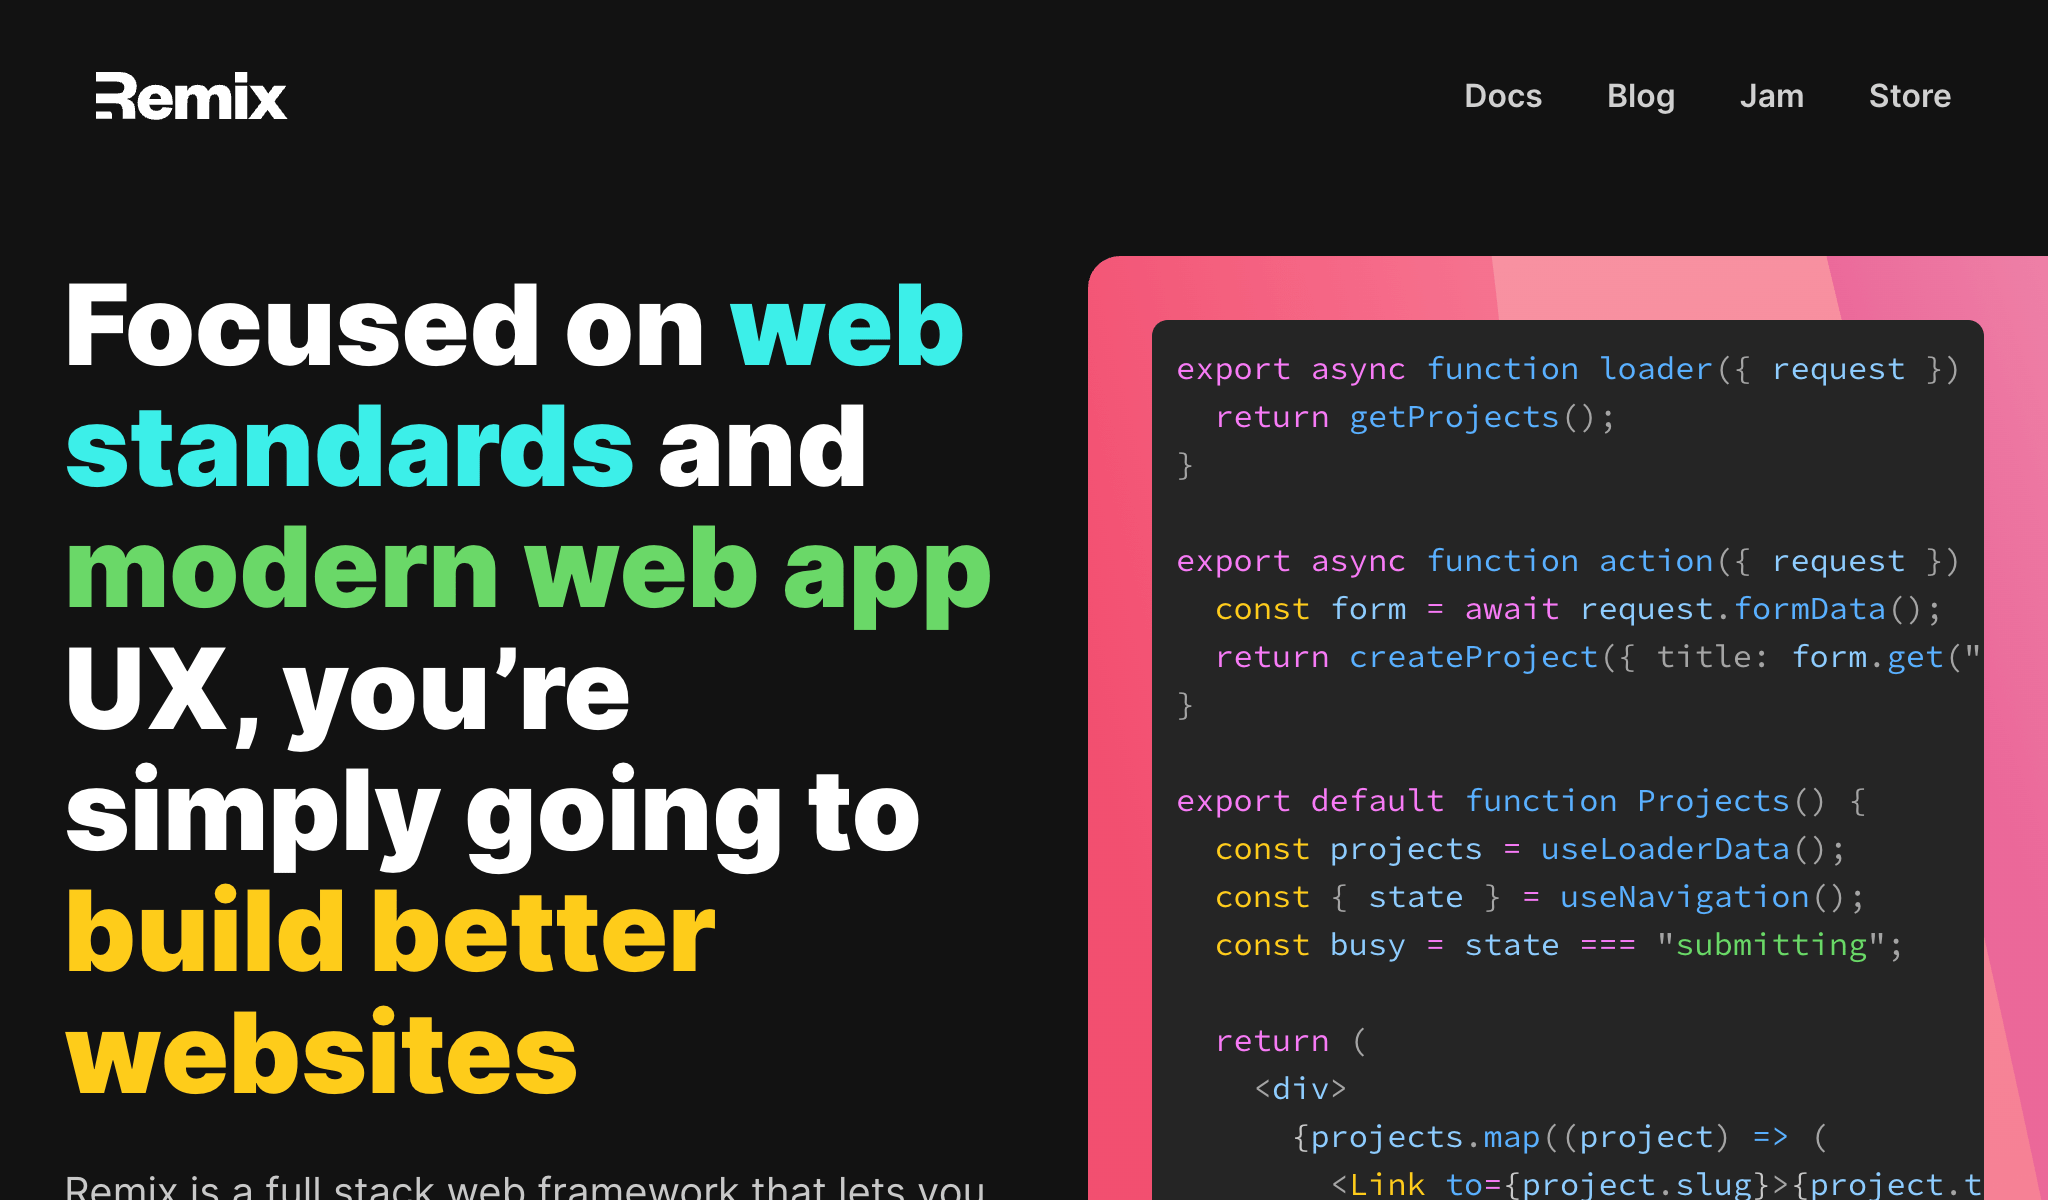 Remix
Docs Blog Jam Store
Focused on web
standards and
modern web app
UX, you’re
simply going to
build better
websites
Remix is a full stack web framework that lets you
export async function loader({ request })
  return getProjects();
}
export async function action({ request })
  const form = await request.formData();
  return createProject({ title: form.get("
}
export default function Projects() {
  const projects = useLoaderData();
  const { state } = useNavigation();
  const busy = state === "submitting";
  return (
    <div>
      {projects.map((project) => (
        <Link to={project.slug}>{project.t